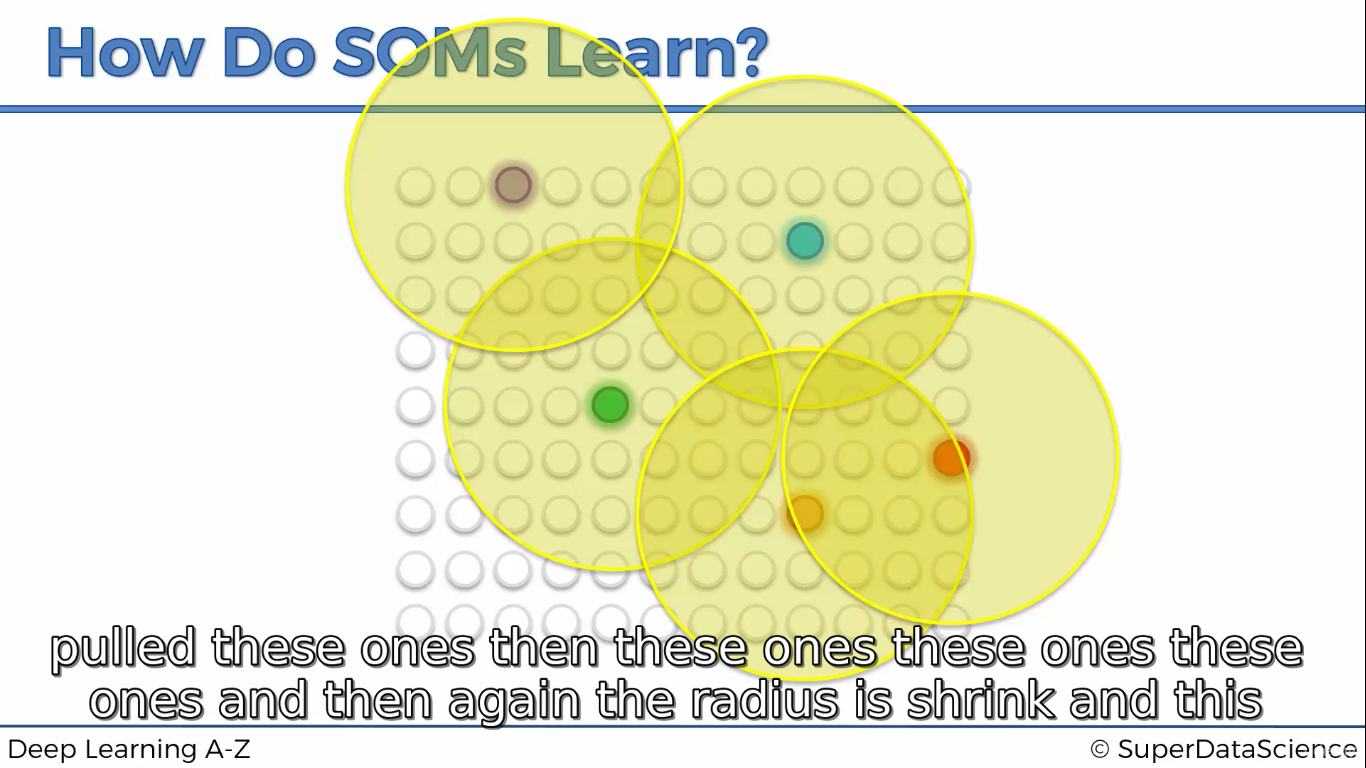 How Do SOMs Learn?
pulled these ones then these ones these ones these
ones and then again the radius is shrink and this
Deep Learning A-Z
© SuperDataScience